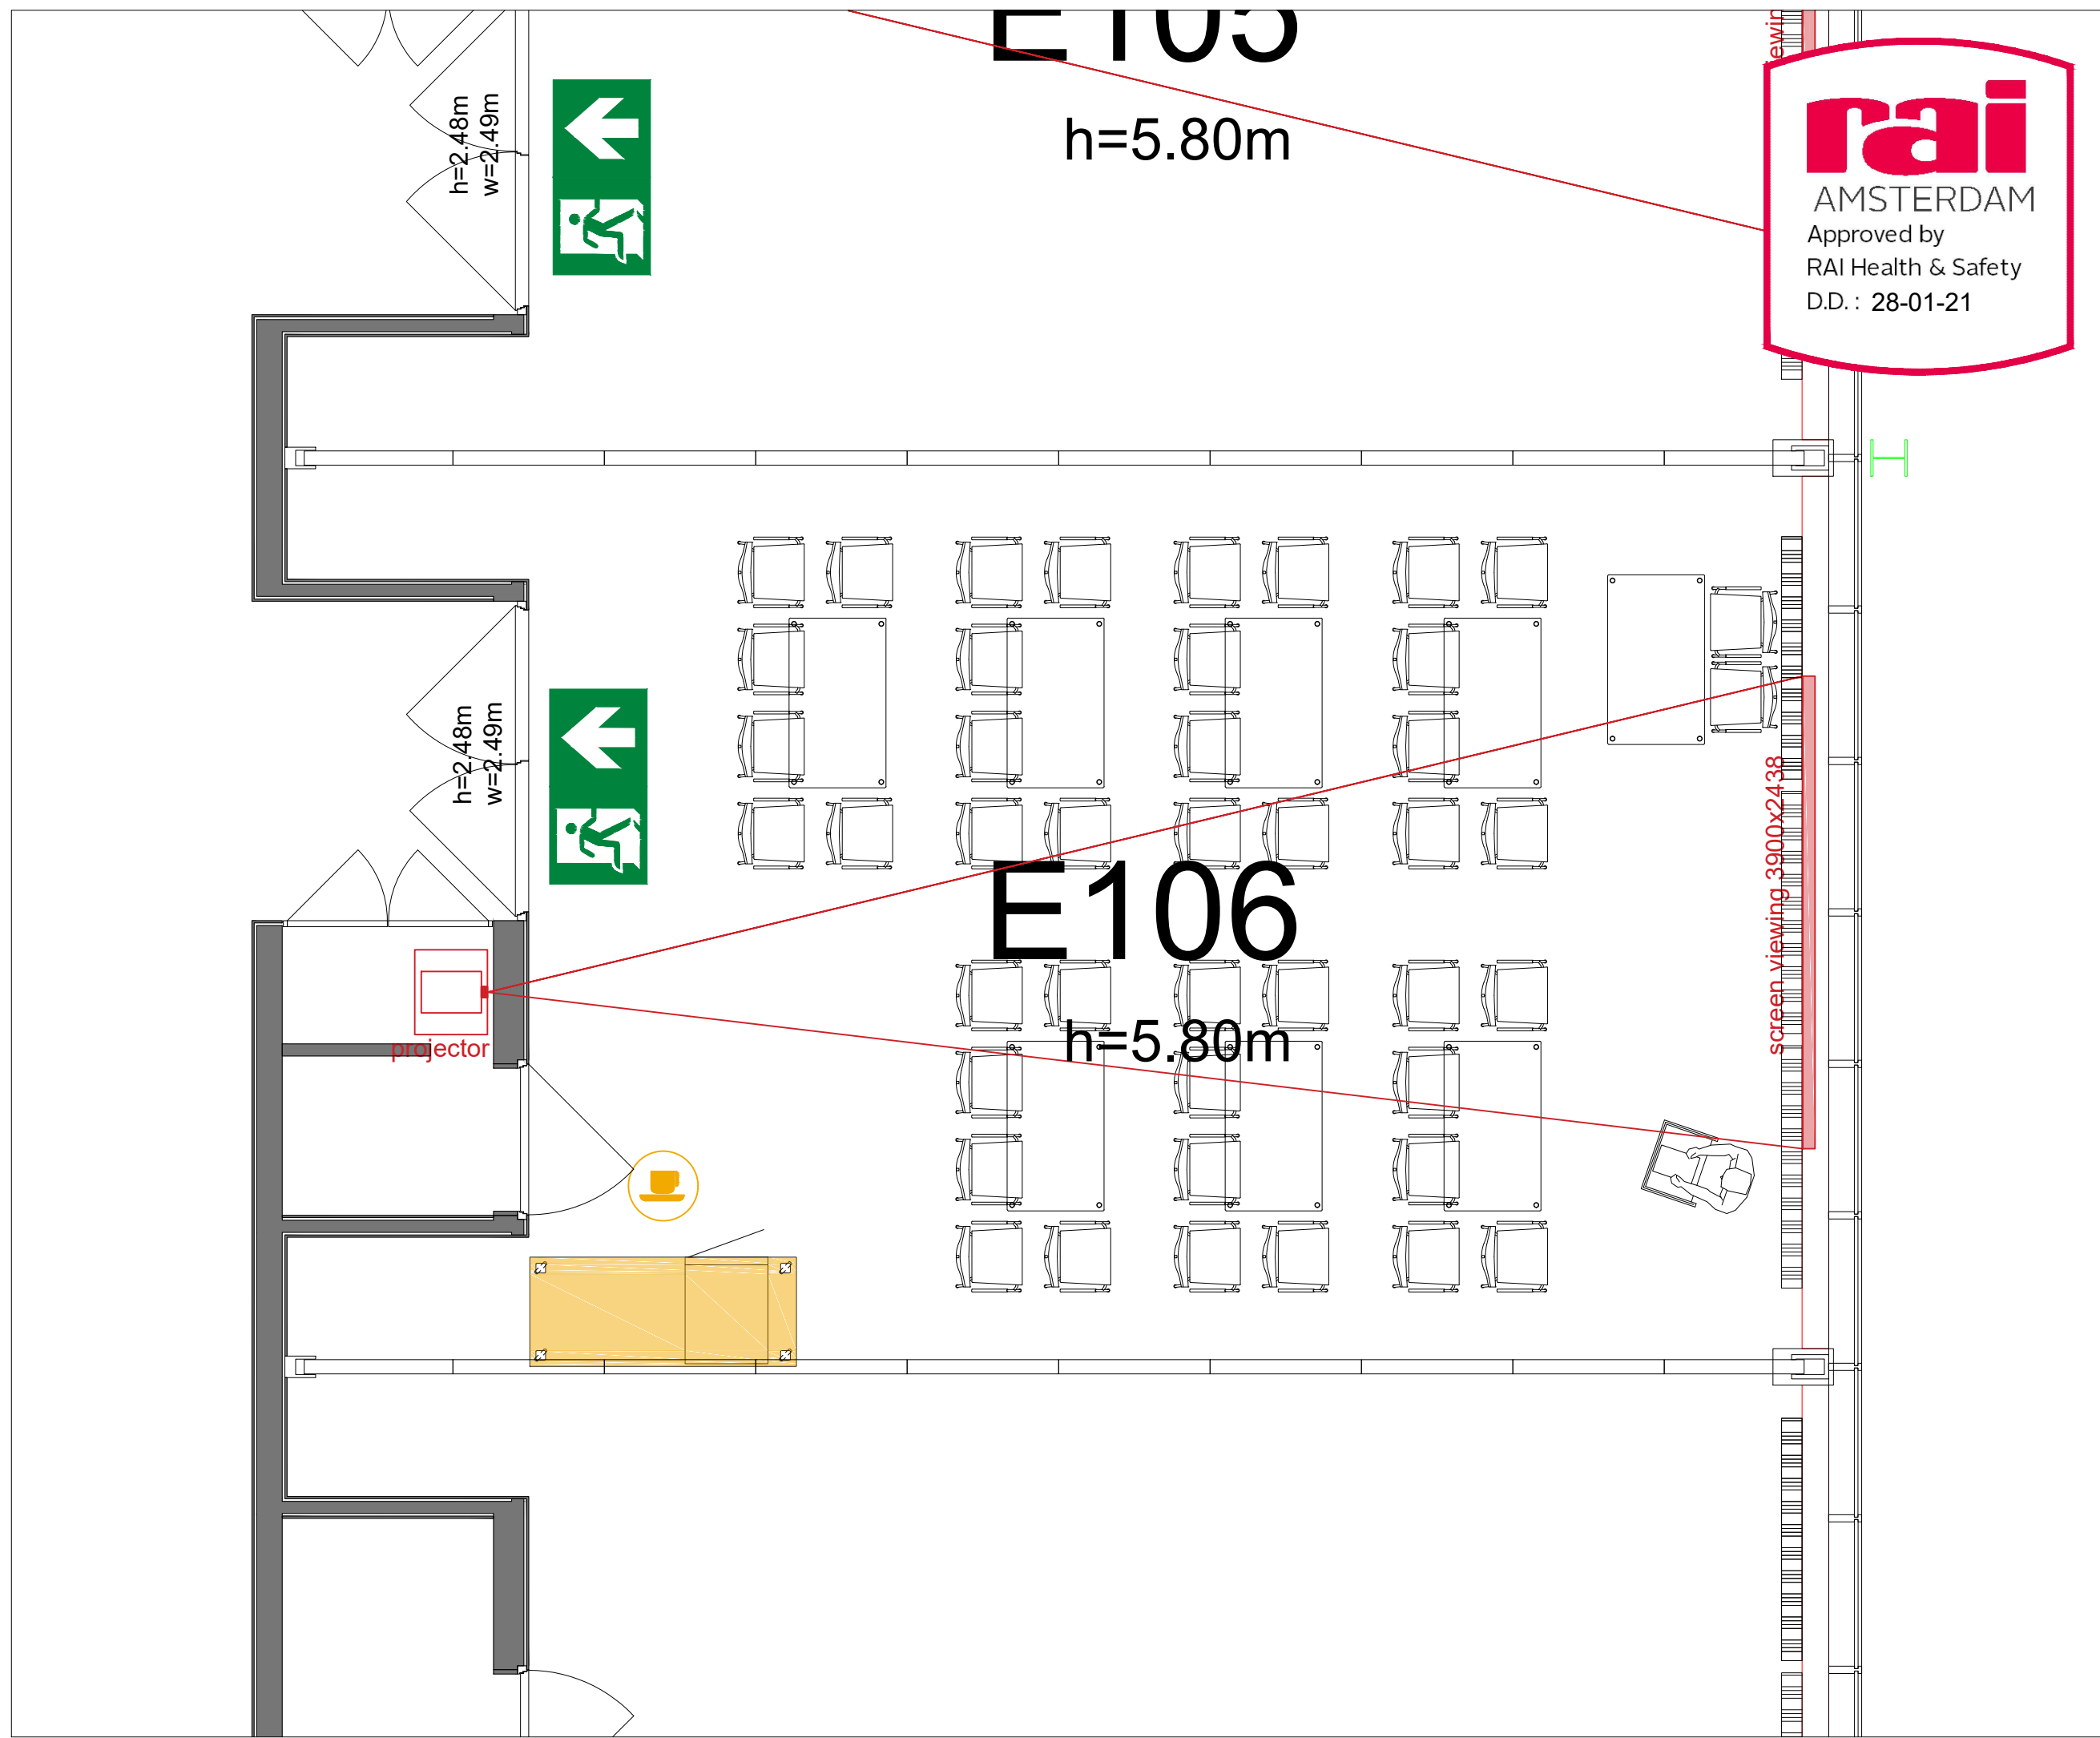 E105
h=5.80m
h=2.48m
w=2.49m
rai
AMSTERDAM
Approved by
RAI Health & Safety
D.D. : 28-01-21
h=2.48m
w=2.49m
screen viewing 3900x2438
E106
h=5.80m
projector